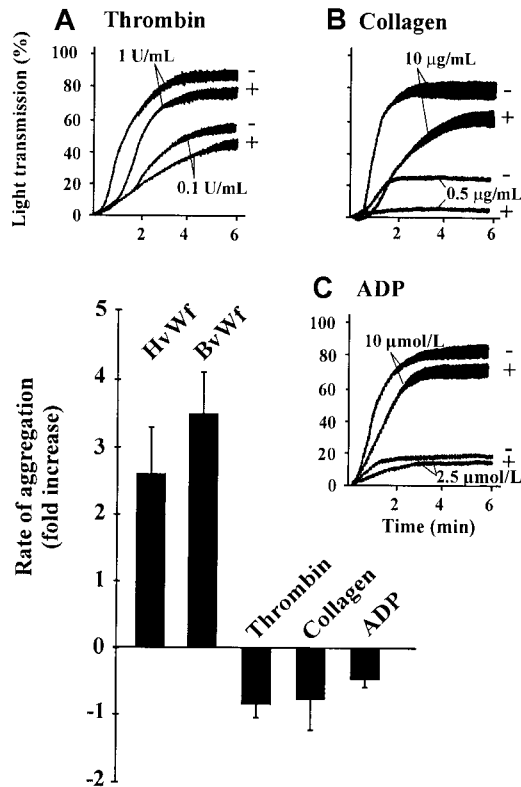 A Thrombin
Light transmission (%)
100
80
60
40
20
0
1 U/mL
0.1 U/mL
-
+
-
+
2
4
6
B Collagen
10 µg/mL
0.5 µg/mL
-
+
-
+
2
4
6
C ADP
100
80
60
40
20
0
10 µmol/L
2.5 µmol/L
-
+
-
+
2
4
6
Time (min)
Rate of aggregation
(fold increase)
5
4
3
2
1
0
-1
-2
HvWf
BvWf
Thrombin
Collagen
ADP